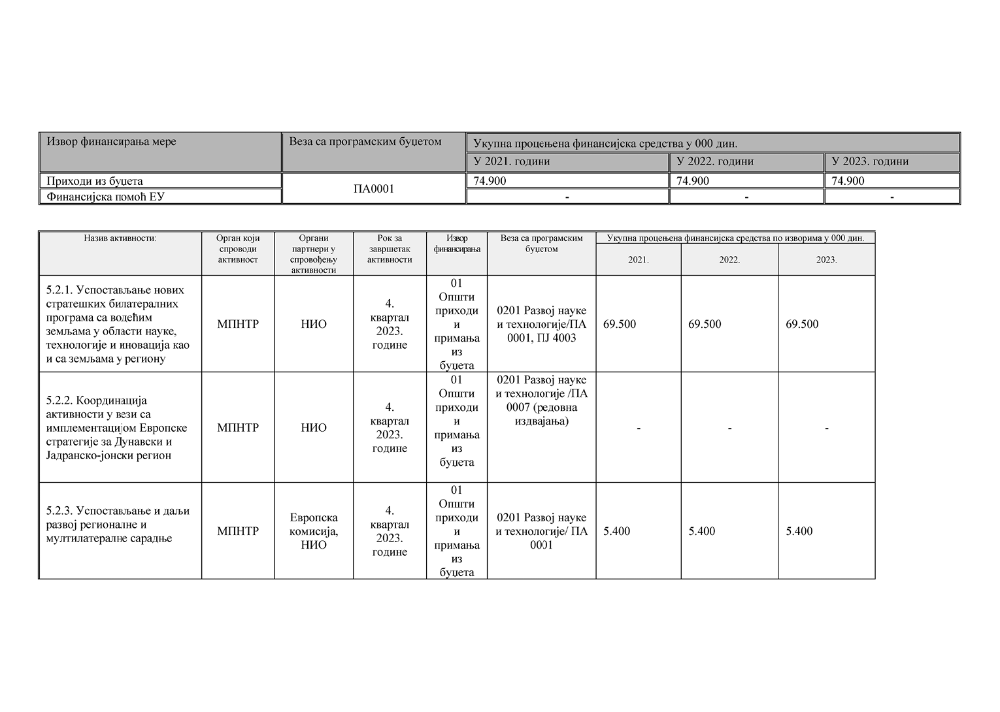 Извор финансирања мере
Веза са програмским буџетом
Укупна процењена финансијска средства у 000 дин.
У 2021. години
У 2022. години
У 2023. години
Приходи из буџета
ПА0001
74.900
74.900
74.900
Финансијска помоћ ЕУ
-
-
-
Назив активности:
Орган који
спроводи
активност
Органи
партнери у
спровођењу
активности
Рок за
завршетак
активности
Извор
финансирања
Веза са програмским
буџетом
Укупна процењена финансијска средства по изворима у 000 дин.
2021.
2022.
2023.
5.2.1. Успостављање нових
стратешких билатералних
програма са водећим
земљама у области науке,
технологије и иновација као
и са земљама у региону
МПНТР
НИО
4.
квартал
2023.
године
01
Општи
приходи
и
примања
из
буџета
0201 Развој науке
и технологије/ПА
0001, ПЈ 4003
69.500
69.500
69.500
5.2.2. Координација
активности у вези са
имплементацијом Европске
стратегије за Дунавски и
Јадранско-јонски регион
МПНТР
НИО
4.
квартал
2023.
године
01
Општи
приходи
и
примања
из
буџета
0201 Развој науке
и технологије /ПА
0007 (редовна
издвајања)
-
-
-
5.2.3. Успостављање и даљи
развој регионалне и
мултилатералне сарадње
МПНТР
Европска
комисија,
НИО
4.
квартал
2023.
године
01
Општи
приходи
и
примања
из
буџета
0201 Развој науке
и технологије/ ПА
0001
5.400
5.400
5.400